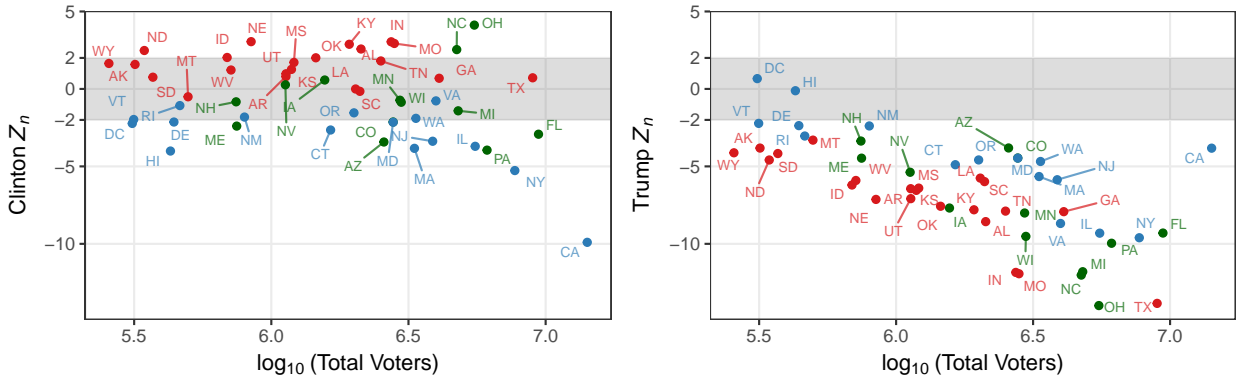 Clinton Zn
5
2
0
−2
−5
−10
WY
ND
ID
NE
MS
KY
IN
NC
OH
MT
UT
OK
AL
MO
AK
SD
WV
KS
LA
TN
GA
TX
AR
IA
MN
WI
SC
VT
RI
NH
OR
VA
MI
DC
DE
ME
NM
NV
CT
CO
NJ
WA
IL
FL
HI
AZ
MD
MA
PA
NY
CA
5.5
6.0
6.5
7.0
log10 (Total Voters)
Trump Zn
5
2
0
−2
−5
−10
DC
HI
VT
DE
NH
NM
AZ
AK
RI
MT
NV
CT
OR
CO
WA
CA
WY
SD
ME
WV
MS
LA
MD
NJ
ND
ID
AR
KS
KY
SC
MA
NE
UT
OK
IA
AL
TN
MN
GA
VA
IL
NY
FL
WI
PA
IN
MO
NC
MI
OH
TX
5.5
6.0
6.5
7.0
log10 (Total Voters)